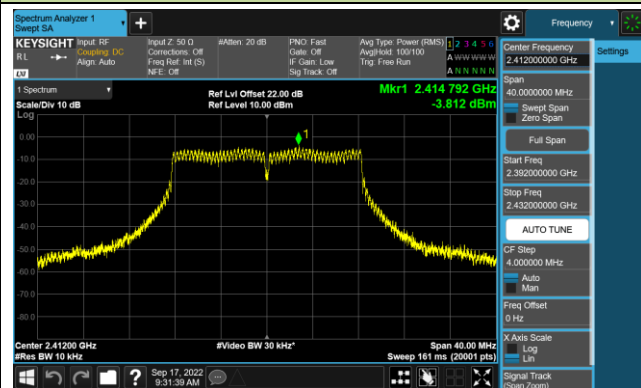 Spectrum Analyzer 1
Swept SA
+
Frequency
KEYSIGHT
RL
LXI
Input: RF
Coupling: DC
Align: Auto
Input Z: 50 Ω
Corrections: Off
Freq Ref: Int (S)
NFE: Off
#Atten: 20 dB
PNO: Fast
Gate: Off
IF Gain: Low
Sig Track: Off
Avg Type: Power (RMS)
Avg|Hold: 100/100
Trig: Free Run
1 2 3 4 5 6
A W W W W W
A N N N N N
1 Spectrum
Scale/Div 10 dB
Log
Ref Lvl Offset 22.00 dB
Ref Level 10.00 dBm
Mkr1 2.414 792 GHz
-3.812 dBm
1
0.00
-10.0
-20.0
-30.0
-40.0
-50.0
-60.0
-70.0
-80.0
Center 2.41200 GHz
#Res BW 10 kHz
#Video BW 30 kHz*
Span 40.00 MHz
Sweep 161 ms (20001 pts)
Sep 17, 2022
9:31:39 AM
?
Center Frequency
2.412000000 GHz
Settings
Span
40.0000000 MHz
Swept Span
Zero Span
Full Span
Start Freq
2.392000000 GHz
Stop Freq
2.432000000 GHz
AUTO TUNE
CF Step
4.000000 MHz
Auto
Man
Freq Offset
0 Hz
X Axis Scale
Log
Lin
Signal Track
(Span Zoom)